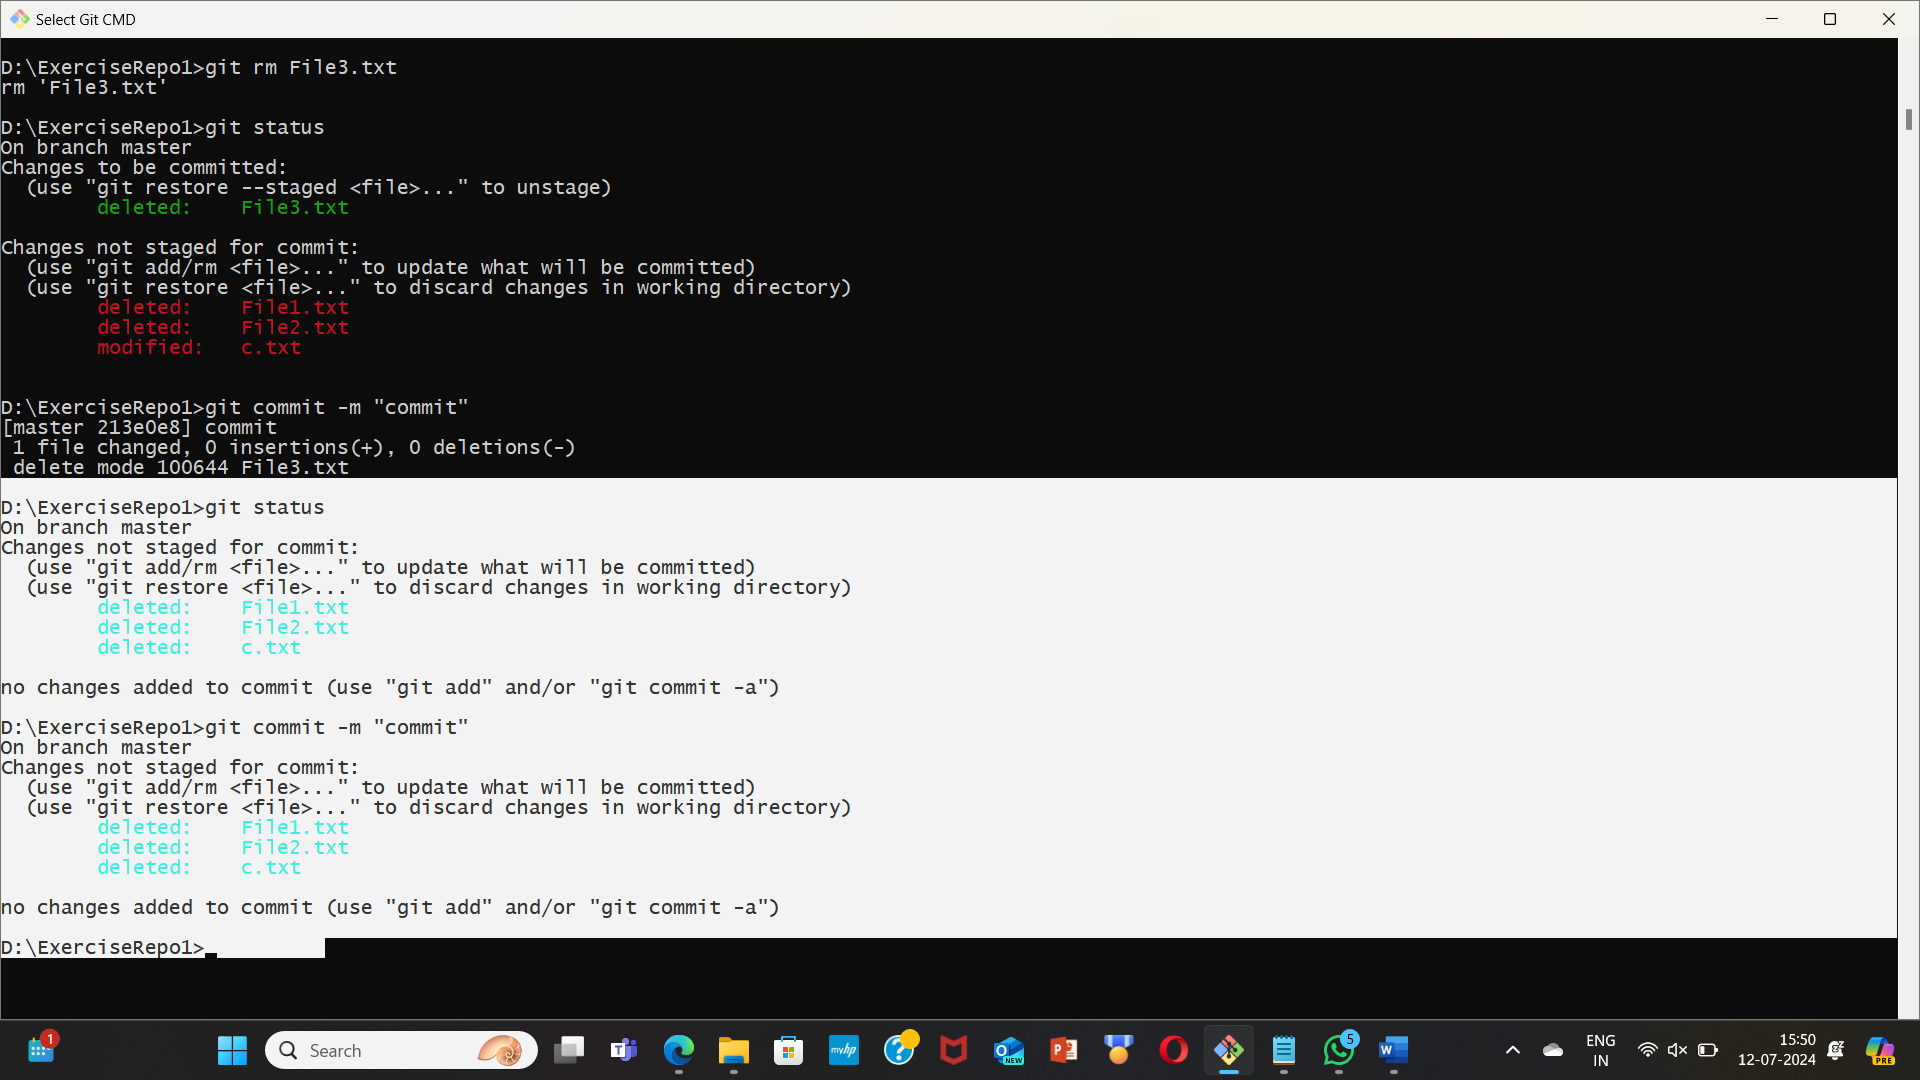 Select Git CMD
D:\ExerciseRepo1>git rm File3.txt
rm 'File3.txt'
D:\ExerciseRepo1>git status
On branch master
Changes to be committed:
  (use "git restore --staged <file>..." to unstage)
        deleted:    File3.txt
Changes not staged for commit:
  (use "git add/rm <file>..." to update what will be committed)
  (use "git restore <file>..." to discard changes in working directory)
        deleted:    File1.txt
        deleted:    File2.txt
        modified:   c.txt
D:\ExerciseRepo1>git commit -m "commit"
[master 213e0e8] commit
 1 file changed, 0 insertions(+), 0 deletions(-)
 delete mode 100644 File3.txt
D:\ExerciseRepo1>git status
On branch master
Changes not staged for commit:
  (use "git add/rm <file>..." to update what will be committed)
  (use "git restore <file>..." to discard changes in working directory)
        deleted:    File1.txt
        deleted:    File2.txt
        deleted:    c.txt
no changes added to commit (use "git add" and/or "git commit -a")
D:\ExerciseRepo1>git commit -m "commit"
On branch master
Changes not staged for commit:
  (use "git add/rm <file>..." to update what will be committed)
  (use "git restore <file>..." to discard changes in working directory)
        deleted:    File1.txt
        deleted:    File2.txt
        deleted:    c.txt
no changes added to commit (use "git add" and/or "git commit -a")
D:\ExerciseRepo1>
1
Search
myhp
NEW
5
ENG
IN
15:50
12-07-2024
PRE